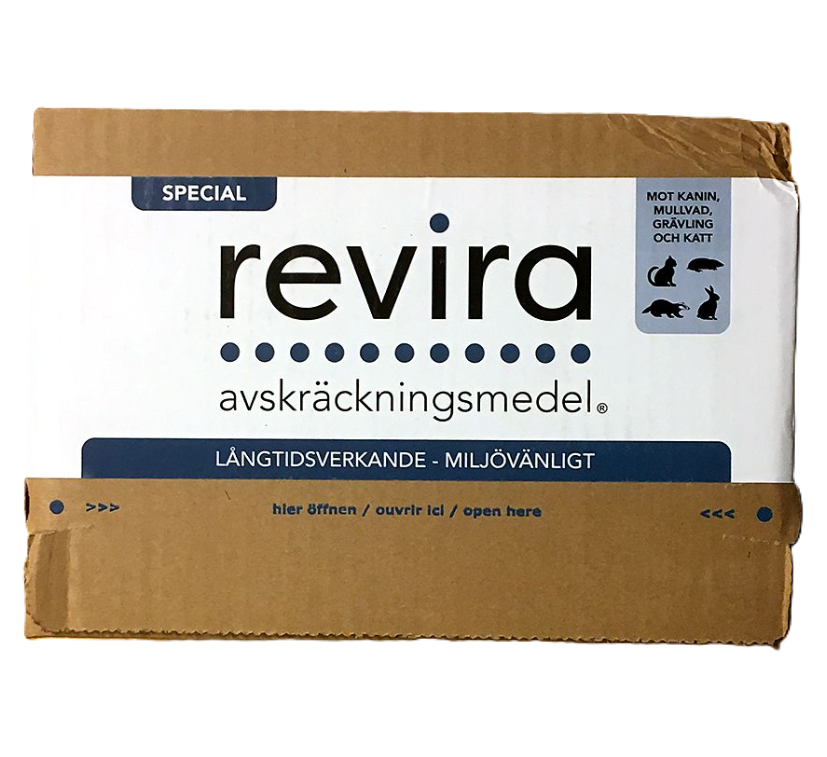 SPECIAL
MOT KANIN,
MULLVAD,
GRÄVLING
OCH KATT
revira
avskräckningsmedel®
LÅNGTIDSVERKANDE - MILJÖVÄNLIGT
>>> hier öffnen / ouvrir ici / open here <<<